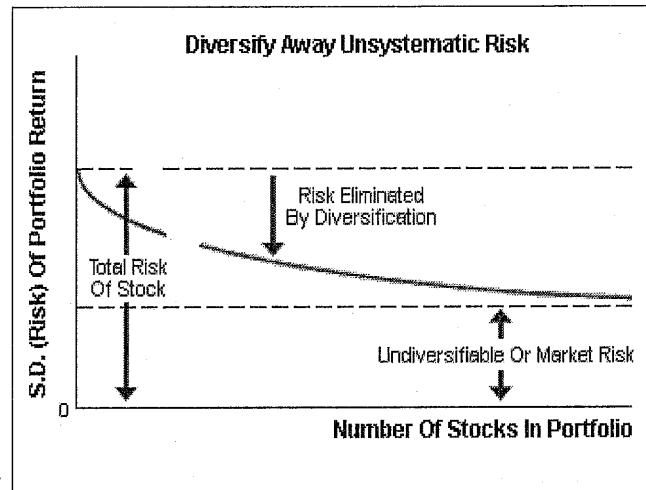 Diversify Away Unsystematic Risk
S.D. (Risk) Of Portfolio Return
Risk Eliminated
By Diversification
Total Risk
Of Stock
Undiversifiable Or Market Risk
0
Number Of Stocks In Portfolio